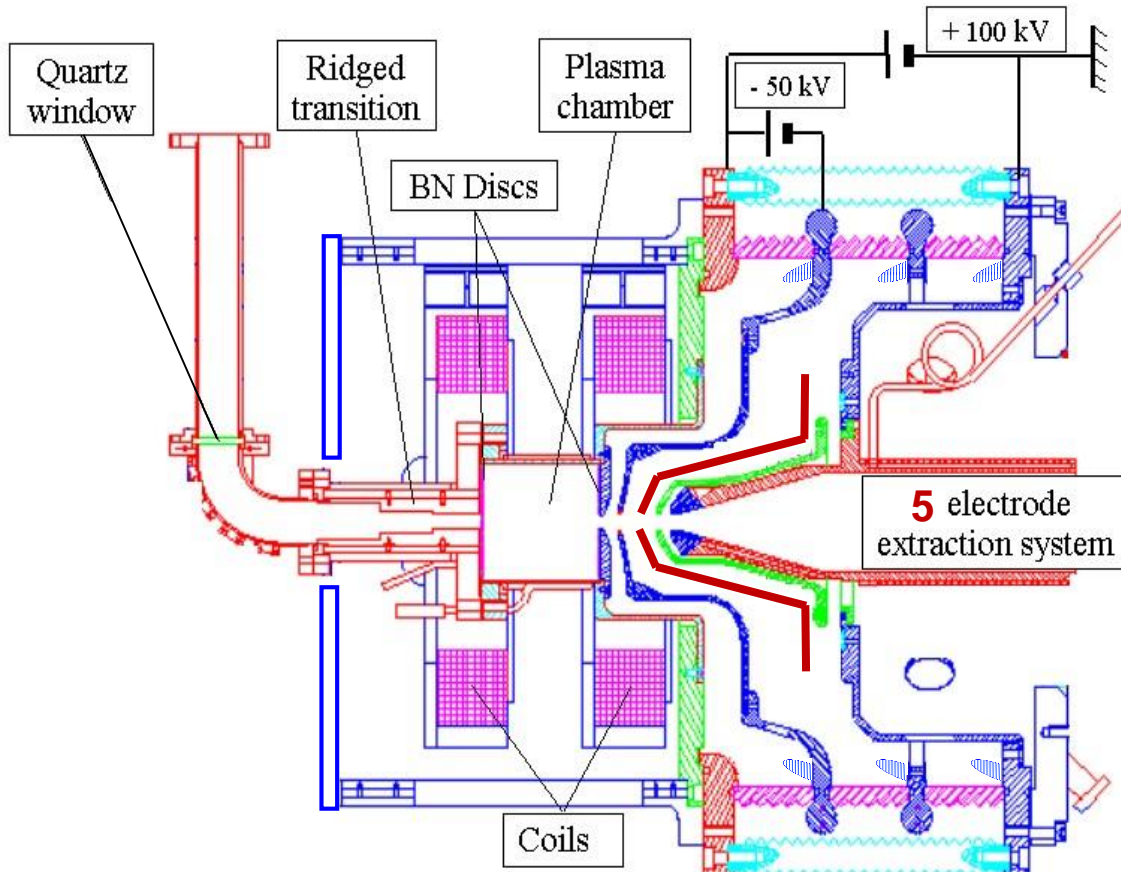 + 100 kV
Quartz
window
Ridged
transition
Plasma
chamber
- 50 kV
BN Discs
5 electrode
extraction system
Coils